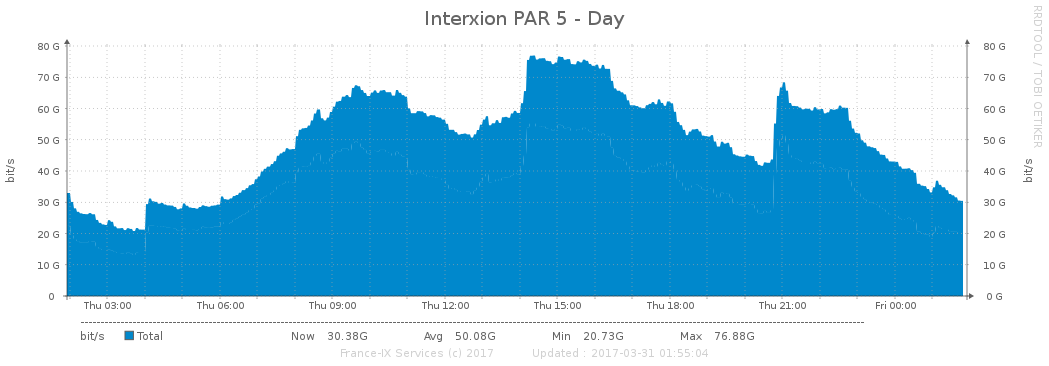 Interxion PAR 5 - Day
RRDTOOL / TOBI OETIKER
80 G 80 G
70 G 70 G
60 G 60 G
50 G 50 G
40 G 40 G
30 G 30 G
20 G 20 G
10 G 10 G
0 0 G
bit/s bit/s
Thu 03:00 Thu 06:00 Thu 09:00 Thu 12:00 Thu 15:00 Thu 18:00 Thu 21:00 Fri 00:00
bit/s Total Now 30.38G Avg 50.08G Min 20.73G Max 76.88G
France-IX Services (c) 2017 Updated : 2017-03-31 01:55:04